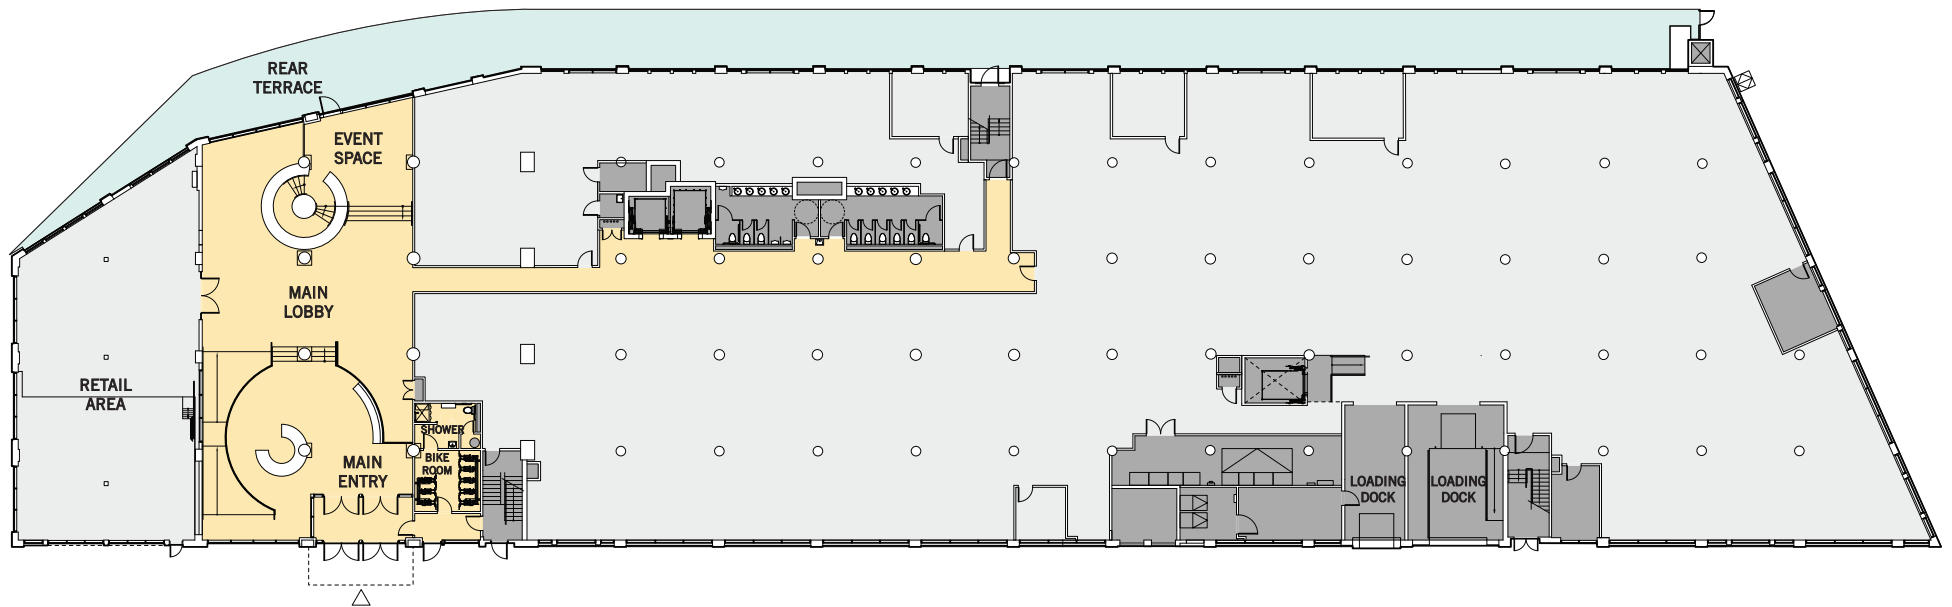 REAR
TERRACE
EVENT
SPACE
MAIN
LOBBY
RETAIL
AREA
SHOWER
BIKE
ROOM
MAIN
ENTRY
LOADING
DOCK
LOADING
DOCK